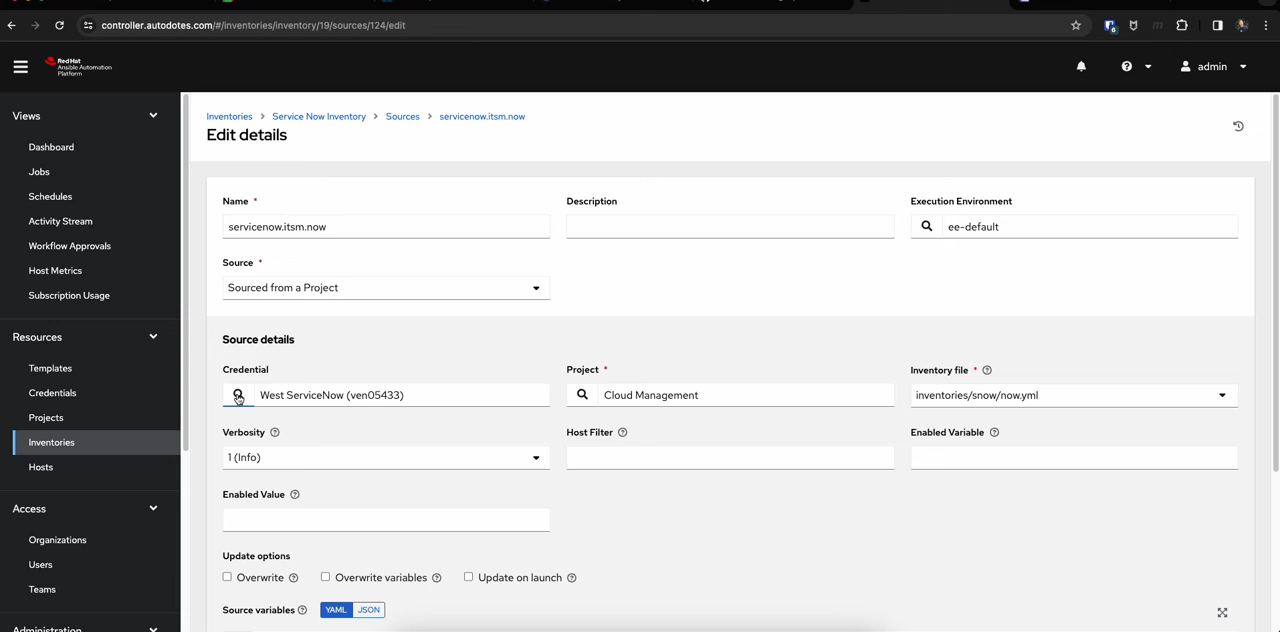 controller.autodotes.com/#/inventories/inventory/19/sources/124/edit
6
Red Hat
Ansible Automation
Platform
admin
Views
Dashboard
Jobs
Schedules
Activity Stream
Workflow Approvals
Host Metrics
Subscription Usage
Resources
Templates
Credentials
Projects
Inventories
Hosts
Access
Organizations
Users
Teams
Administration
Inventories > Service Now Inventory > Sources > servicenow.itsm.now
Edit details
Name * Description Execution Environment
servicenow.itsm.now ee-default
Source *
Sourced from a Project
Source details
Credential Project * Inventory file *
West ServiceNow (ven05433) Cloud Management inventories/snow/now.yml
Verbosity Host Filter Enabled Variable
1 (Info)
Enabled Value
Update options
Overwrite Overwrite variables Update on launch
Source variables YAML JSON